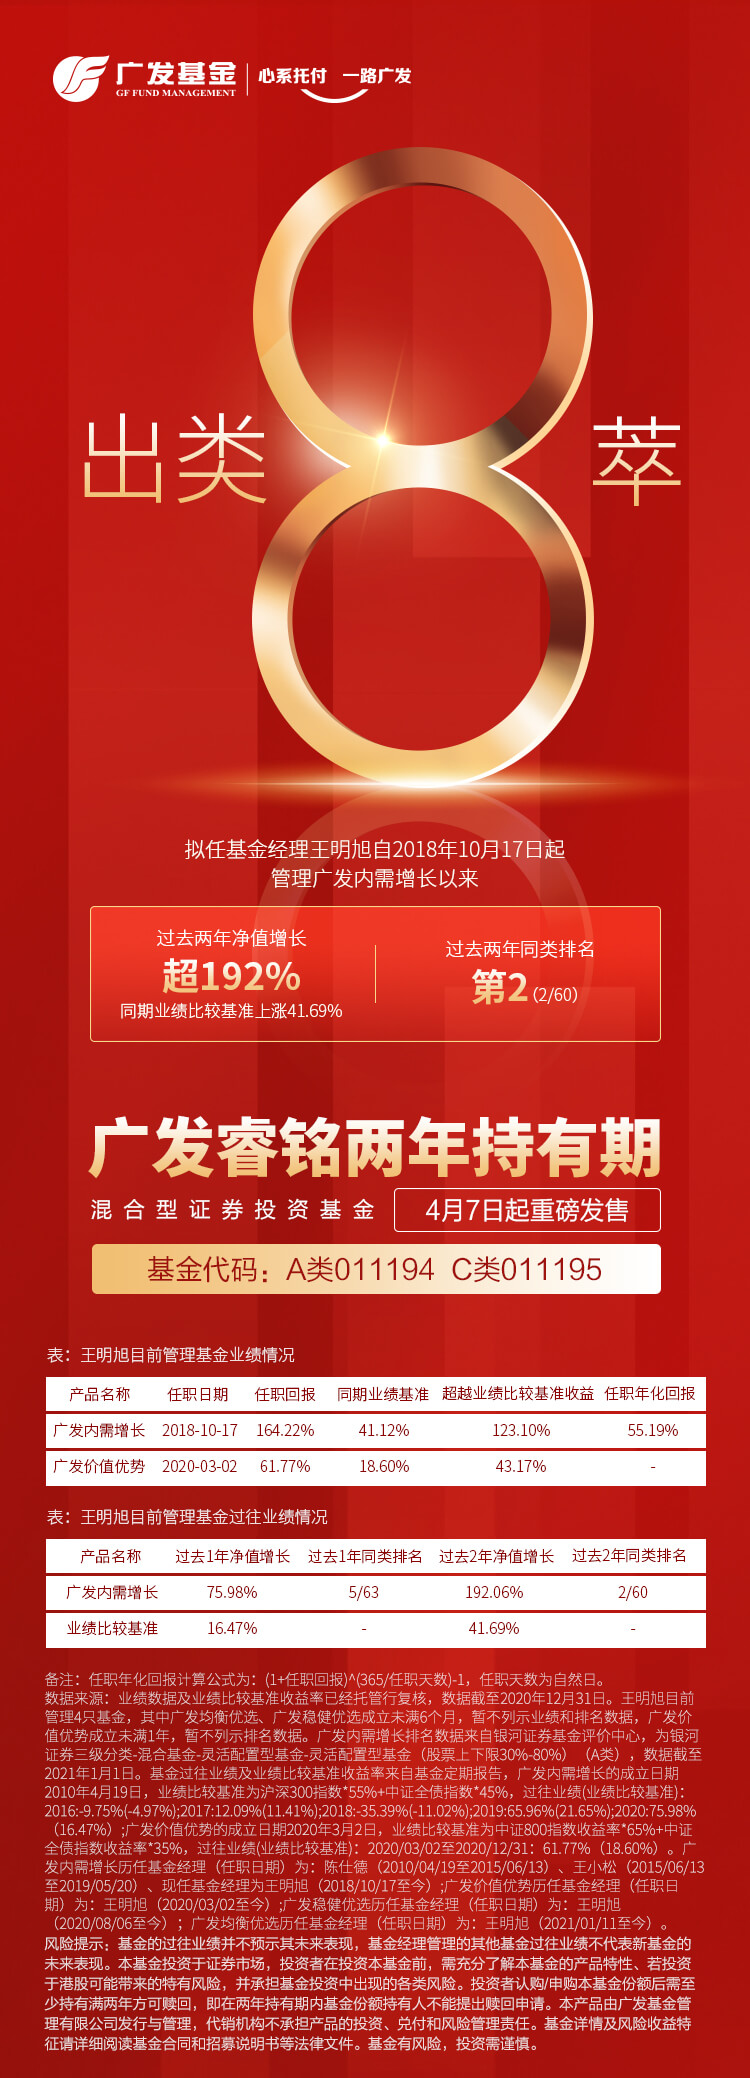 广发基金
GF FUND MANAGEMENT
心系托付 一路广发
出类8萃
拟任基金经理王明旭自2018年10月17日起
管理广发内需增长以来
过去两年净值增长
超192%
同期业绩比较基准上涨41.69%
过去两年同类排名
第2(2/60)
广发睿铭两年持有期
混合型证券投资基金 4月7日起重磅发售
基金代码：A类011194 C类011195
表：王明旭目前管理基金业绩情况
产品名称 任职日期 任职回报 同期业绩基准 超越业绩比较基准收益 任职年化回报
广发内需增长 2018-10-17 164.22% 41.12% 123.10% 55.19%
广发价值优势 2020-03-02 61.77% 18.60% 43.17% -
表：王明旭目前管理基金过往业绩情况
产品名称 过去1年净值增长 过去1年同类排名 过去2年净值增长 过去2年同类排名
广发内需增长 75.98% 5/63 192.06% 2/60
业绩比较基准 16.47% - 41.69% -
备注：任职年化回报计算公式为：(1+任职回报)^(365/任职天数)-1，任职天数为自然日。
数据来源：业绩数据及业绩比较基准收益率已经托管行复核，数据截至2020年12月31日。王明旭目前
管理4只基金，其中广发均衡优选、广发稳健优选成立未满6个月，暂不列示业绩和排名数据，广发价
值优势成立未满1年，暂不列示排名数据。广发内需增长排名数据来自银河证券基金评价中心，为银河
证券三级分类-混合基金-灵活配置型基金-灵活配置型基金（股票上下限30%-80%）（A类），数据截至
2021年1月1日。基金过往业绩及业绩比较基准收益率来自基金定期报告，广发内需增长的成立日期
2010年4月19日，业绩比较基准为沪深300指数*55%+中证全债指数*45%，过往业绩(业绩比较基准)：
2016:-9.75%(-4.97%);2017:12.09%(11.41%);2018:-35.39%(-11.02%);2019:65.96%(21.65%);2020:75.98%
（16.47%）;广发价值优势的成立日期2020年3月2日，业绩比较基准为中证800指数收益率*65%+中证
全债指数收益率*35%，过往业绩(业绩比较基准)：2020/03/02至2020/12/31：61.77%（18.60%）。广
发内需增长历任基金经理（任职日期）为：陈仕德（2010/04/19至2015/06/13）、王小松（2015/06/13
至2019/05/20）、现任基金经理为王明旭（2018/10/17至今）;广发价值优势历任基金经理（任职日
期）为：王明旭（2020/03/02至今）;广发稳健优选历任基金经理（任职日期）为：王明旭
（2020/08/06至今）；广发均衡优选历任基金经理（任职日期）为：王明旭（2021/01/11至今）。
风险提示：基金的过往业绩并不预示其未来表现，基金经理管理的其他基金过往业绩不代表新基金的
未来表现。本基金投资于证券市场，投资者在投资本基金前，需充分了解本基金的产品特性、若投资
于港股可能带来的特有风险，并承担基金投资中出现的各类风险。投资者认购/申购本基金份额后需至
少持有满两年方可赎回，即在两年持有期内基金份额持有人不能提出赎回申请。本产品由广发基金管
理有限公司发行与管理，代销机构不承担产品的投资、兑付和风险管理责任。基金详情及风险收益特
征请详细阅读基金合同和招募说明书等法律文件。基金有风险，投资需谨慎。